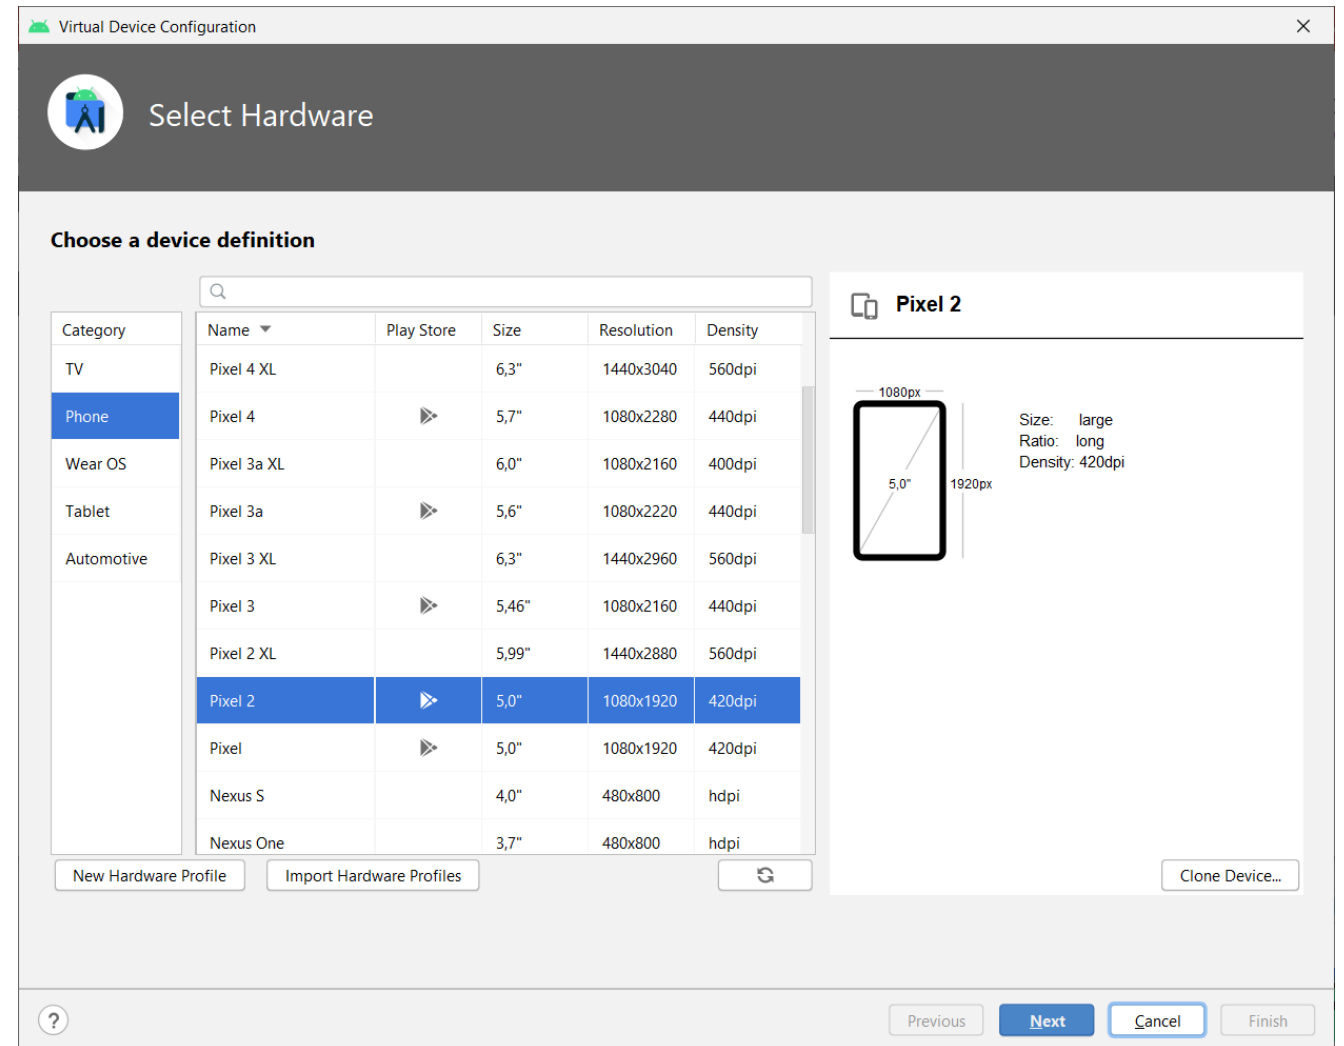 Virtual Device Configuration
Select Hardware
Choose a device definition
Category
TV
Phone
Wear OS
Tablet
Automotive
Name Play Store Size Resolution Density
Pixel 4 XL 6,3" 1440x3040 560dpi
Pixel 4 5,7" 1080x2280 440dpi
Pixel 3a XL 6,0" 1080x2160 400dpi
Pixel 3a 5,6" 1080x2220 440dpi
Pixel 3 XL 6,3" 1440x2960 560dpi
Pixel 3 5,46" 1080x2160 440dpi
Pixel 2 XL 5,99" 1440x2880 560dpi
Pixel 2 5,0" 1080x1920 420dpi
Pixel 5,0" 1080x1920 420dpi
Nexus S 4,0" 480x800 hdpi
Nexus One 3,7" 480x800 hdpi
New Hardware Profile Import Hardware Profiles
Pixel 2
1080px
5,0"
1920px
Size: large
Ratio: long
Density: 420dpi
Clone Device...
? Previous Next Cancel Finish